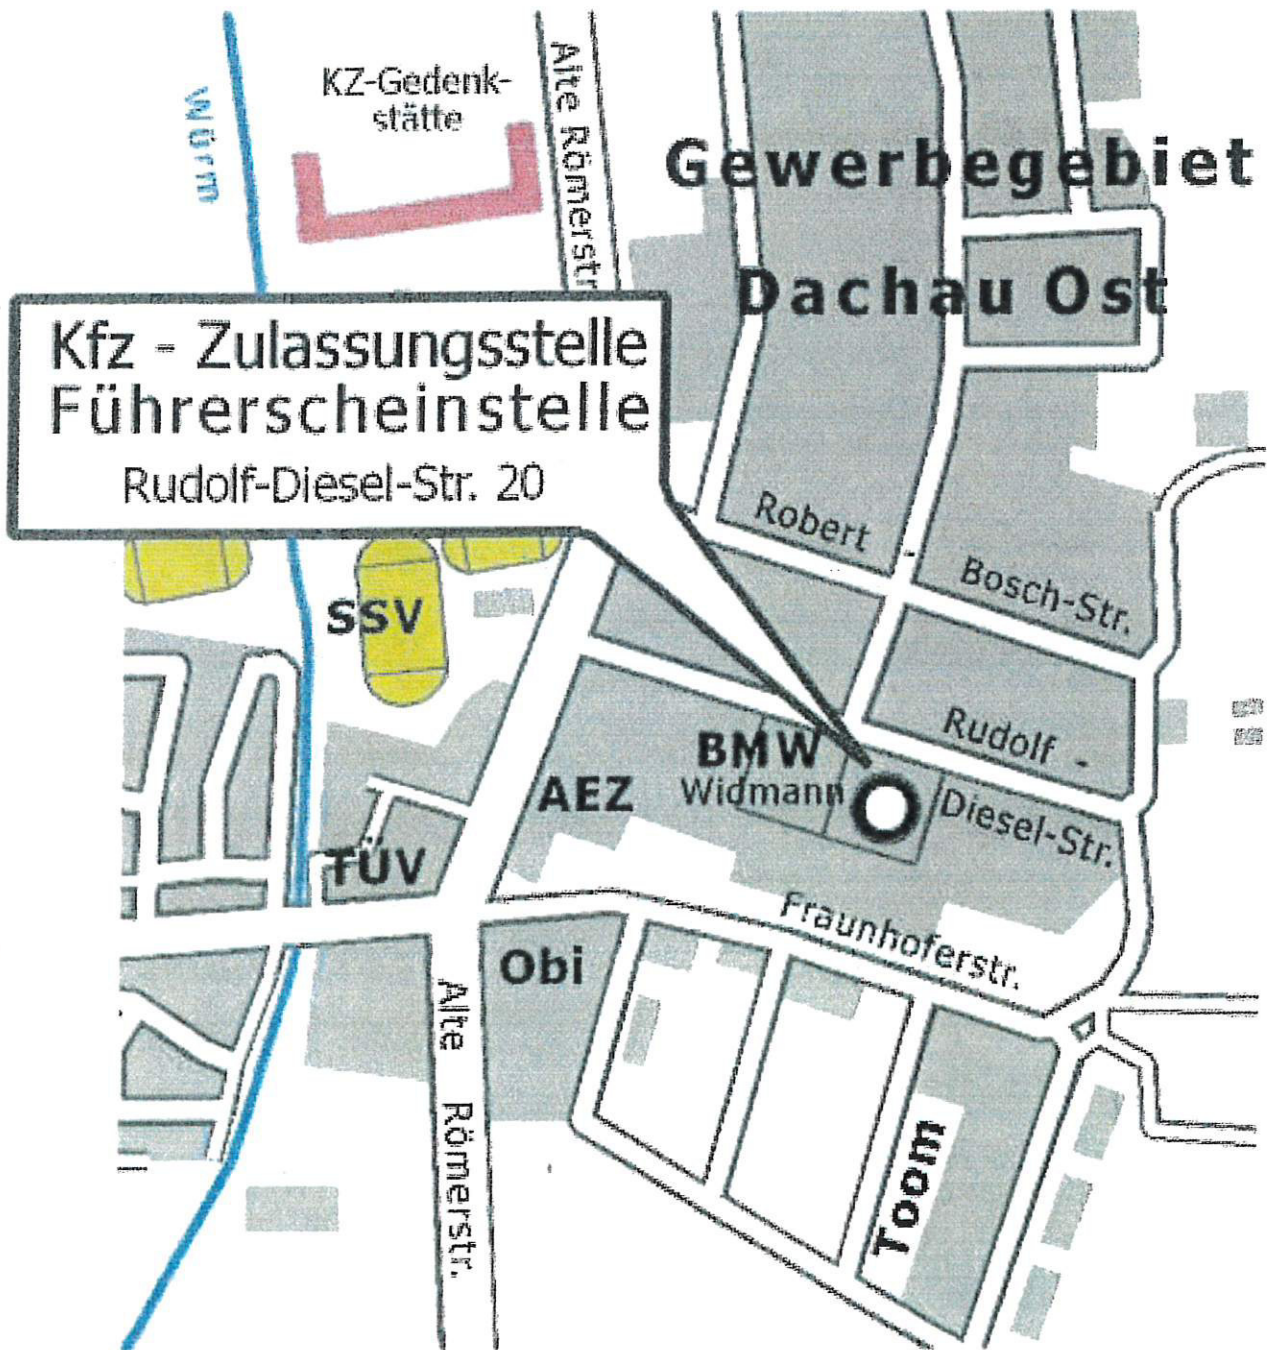 KZ-Gedenk-
stätte
Würm
Alte Römerstr.
Gewerbegebiet
Dachau Ost
Kfz - Zulassungsstelle
Führerscheinstelle
Rudolf-Diesel-Str. 20
Robert -
Bosch-Str.
SSV
Rudolf -
Diesel-Str.
BMW
Widmann
AEZ
TÜV
Fraunhoferstr.
Obi
Alte Römerstr.
Toom